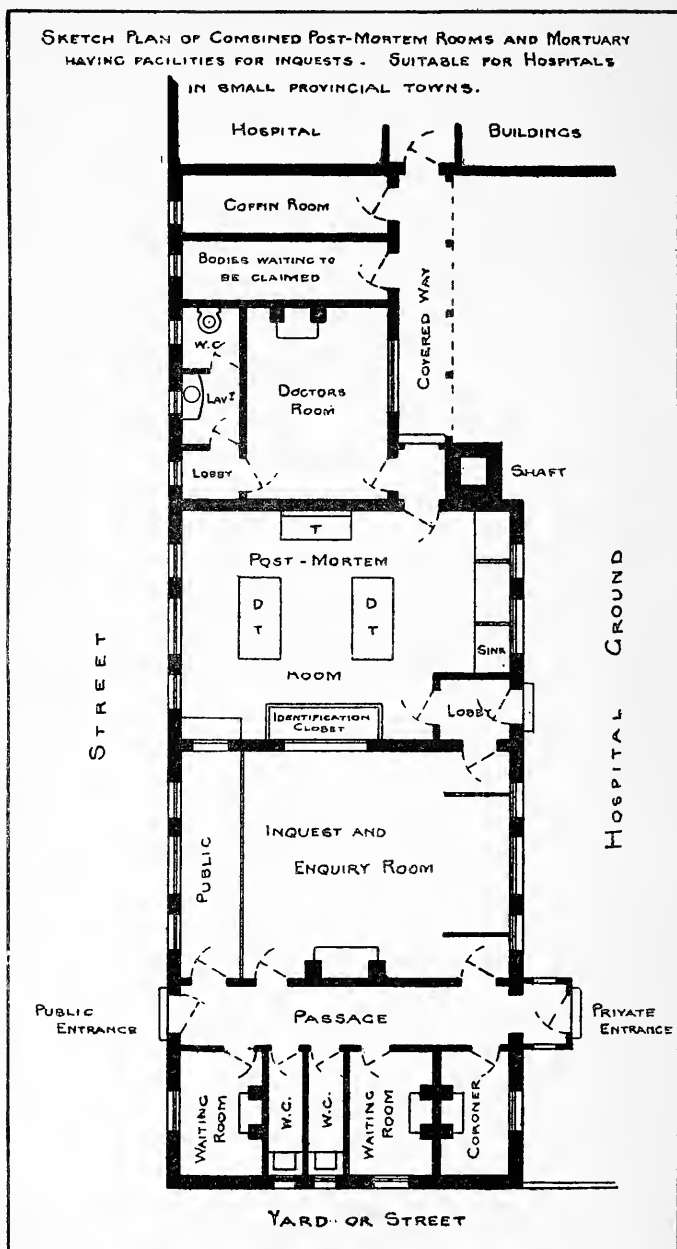 SKETCH PLAN OF COMBINED POST-MORTEM ROOMS AND MORTUARY
HAVING FACILITIES FOR INQUESTS. SUITABLE FOR HOSPITALS
IN SMALL PROVINCIAL TOWNS.
HOSPITAL
BUILDINGS
COFFIN ROOM
BODIES WAITING TO
BE CLAIMED
COVERED WAY
W.C
LAVY
DOCTORS
ROOM
LOBBY
SHAFT
T
POST-MORTEM
D
T
D
T
SINK
ROOM
LOBBY
IDENTIFICATION
CLOSET
STREET
HOSPITAL GROUND
PUBLIC
INQUEST AND
ENQUIRY ROOM
PUBLIC
ENTRANCE
PASSAGE
PRIVATE
ENTRANCE
WAITING
ROOM
W.C.
W.C.
WAITING
ROOM
CORONER
YARD OR STREET